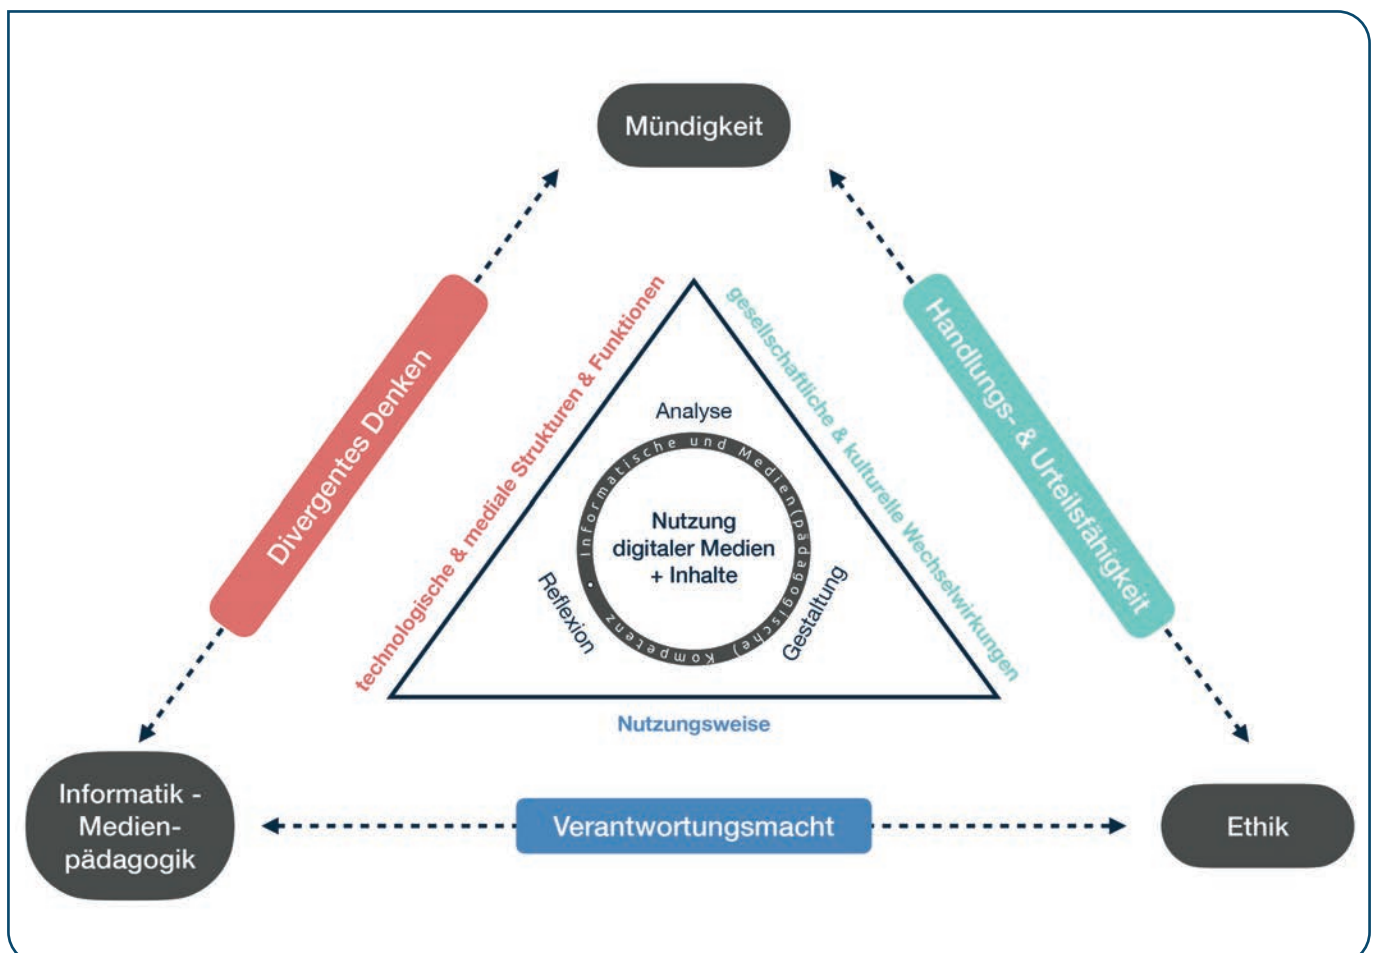 Mündigkeit
Divergentes Denken
Handlungs- & Urteilsfähigkeit
technologische & mediale Strukturen & Funktionen
gesellschaftliche & kulturelle Wechselwirkungen
Analyse
Informatische und Medien(pädagogische) Kompetenz •
Nutzung
digitaler Medien
+ Inhalte
Reflexion
Gestaltung
Nutzungsweise
Informatik -
Medien-
pädagogik
Verantwortungsmacht
Ethik